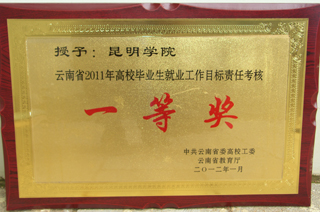 授予：昆明学院
云南省2011年高校毕业生就业工作目标责任考核
一等奖
中共云南省委高校工委
云南省教育厅
二〇一二年一月